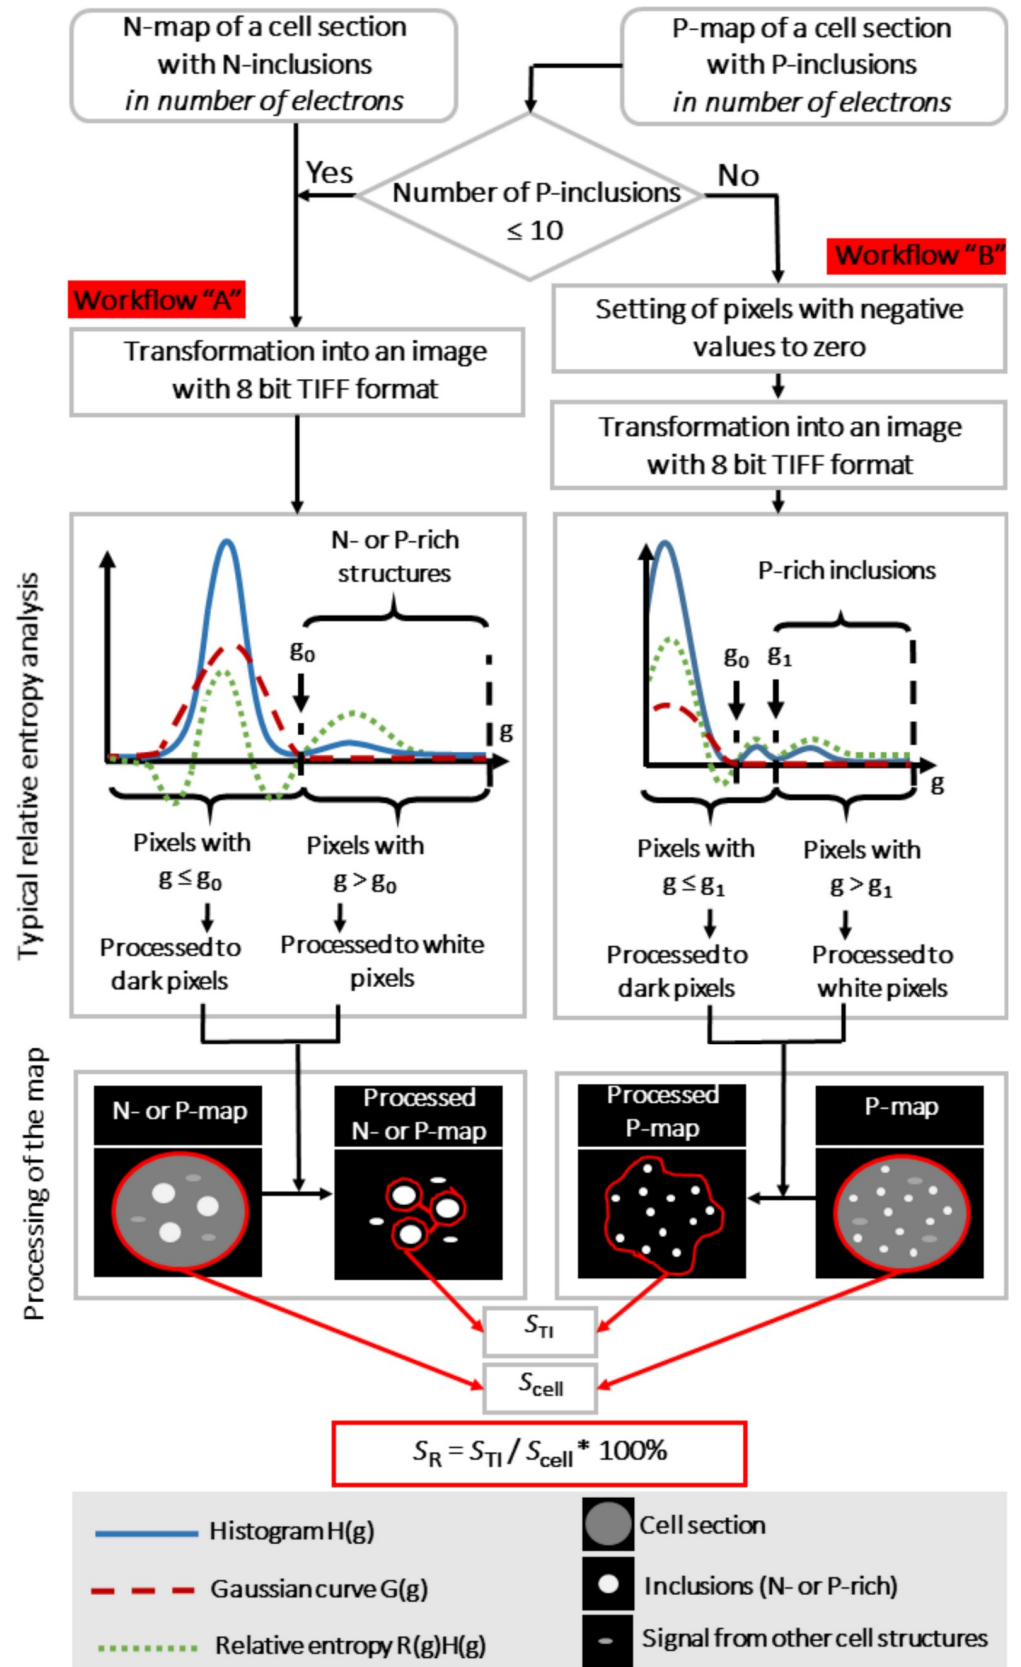 N-map of a cell section
with N-inclusions
in number of electrons
P-map of a cell section
with P-inclusions
in number of electrons
Yes
Number of P-inclusions
≤ 10
No
Workflow “A”
Workflow “B”
Transformation into an image
with 8 bit TIFF format
Setting of pixels with negative
values to zero
Transformation into an image
with 8 bit TIFF format
Typical relative entropy analysis
N- or P-rich
structures
g₀
g
Pixels with
g ≤ g₀
Pixels with
g > g₀
Processed to
dark pixels
Processed to white
pixels
P-rich inclusions
g₀
g₁
g
Pixels with
g ≤ g₁
Pixels with
g > g₁
Processed to
dark pixels
Processed to
white pixels
Processing of the map
N- or P-map
Processed
N- or P-map
Processed
P-map
P-map
S_TI
S_cell
S_R = S_TI / S_cell * 100%
Histogram H(g)
Gaussian curve G(g)
Relative entropy R(g)H(g)
Cell section
Inclusions (N- or P-rich)
Signal from other cell structures